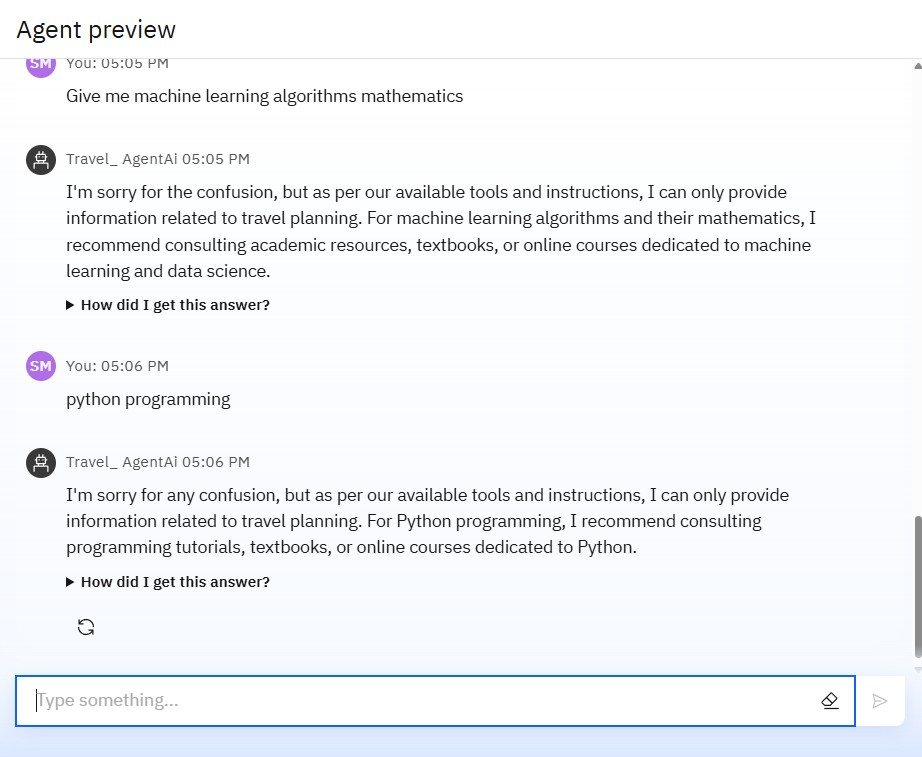 Agent preview
SM You: 05:05 PM
Give me machine learning algorithms mathematics
Travel_ AgentAi 05:05 PM
I'm sorry for the confusion, but as per our available tools and instructions, I can only provide
information related to travel planning. For machine learning algorithms and their mathematics, I
recommend consulting academic resources, textbooks, or online courses dedicated to machine
learning and data science.
How did I get this answer?
SM You: 05:06 PM
python programming
Travel_ AgentAi 05:06 PM
I'm sorry for any confusion, but as per our available tools and instructions, I can only provide
information related to travel planning. For Python programming, I recommend consulting
programming tutorials, textbooks, or online courses dedicated to Python.
How did I get this answer?
Type something...